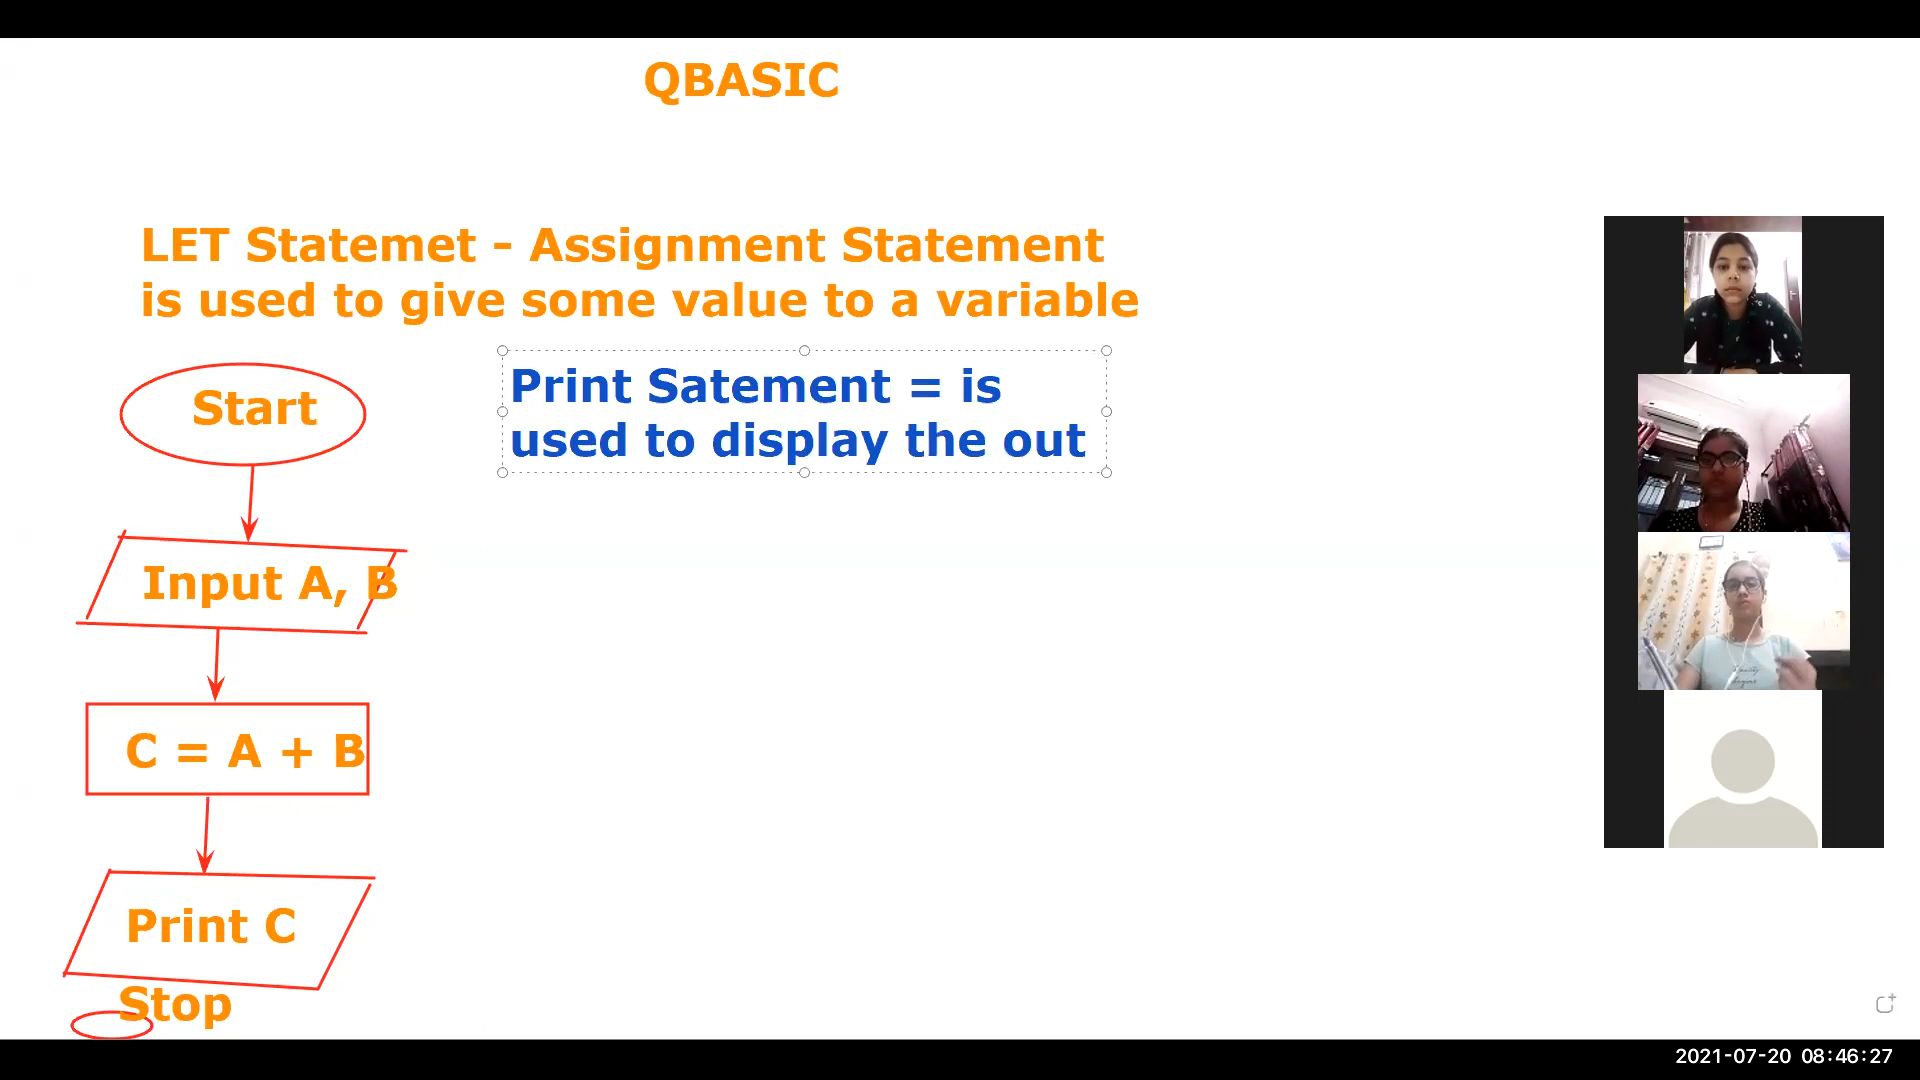 QBASIC
LET Statemet - Assignment Statement
is used to give some value to a variable
Start
Print Satement = is
used to display the out
Input A, B
C = A + B
Print C
Stop
2021-07-20 08:46:27